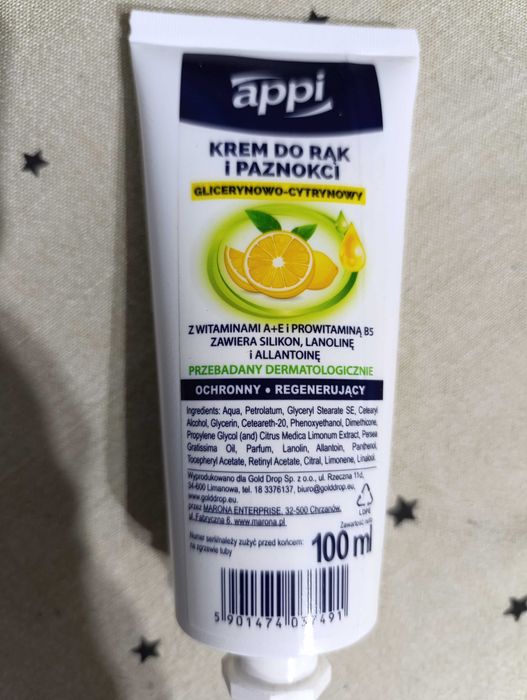 appi
KREM DO RĄK
I PAZNOKCI
GLICERYNOWO-CYTRYNOWY
Z WITAMINAMI A+E i PROWITAMINĄ B5
ZAWIERA SILIKON, LANOLINĘ
i ALLANTOINĘ
PRZEBADANY DERMATOLOGICZNIE
OCHRONNY • REGENERUJĄCY
Ingredients: Aqua, Petrolatum, Glyceryl Stearate SE, Cetearyl
Alcohol, Glycerin, Ceteareth-20, Phenoxyethanol, Dimethicone,
Propylene Glycol (and) Citrus Medica Limonum Extract, Persea
Gratissima Oil, Parfum, Lanolin, Allantoin, Panthenol,
Tocepheryl Acetate, Retinyl Acetate, Citral, Limonene, Linalool.
Wyprodukowano dla Gold Drop Sp. z o.o., ul. Rzeczna 11d,
34-600 Limanowa, tel. 18 3376137, biuro@golddrop.eu,
www.golddrop.eu
przez MARONA ENTERPRISE, 32-500 Chrzanów,
ul. Fabryczna 6, www.marona.pl
LDPE
Zawartość netto
100 ml
Numer serii/należy zużyć przed końcem:
na zgrzewie tuby
5 901474 037491